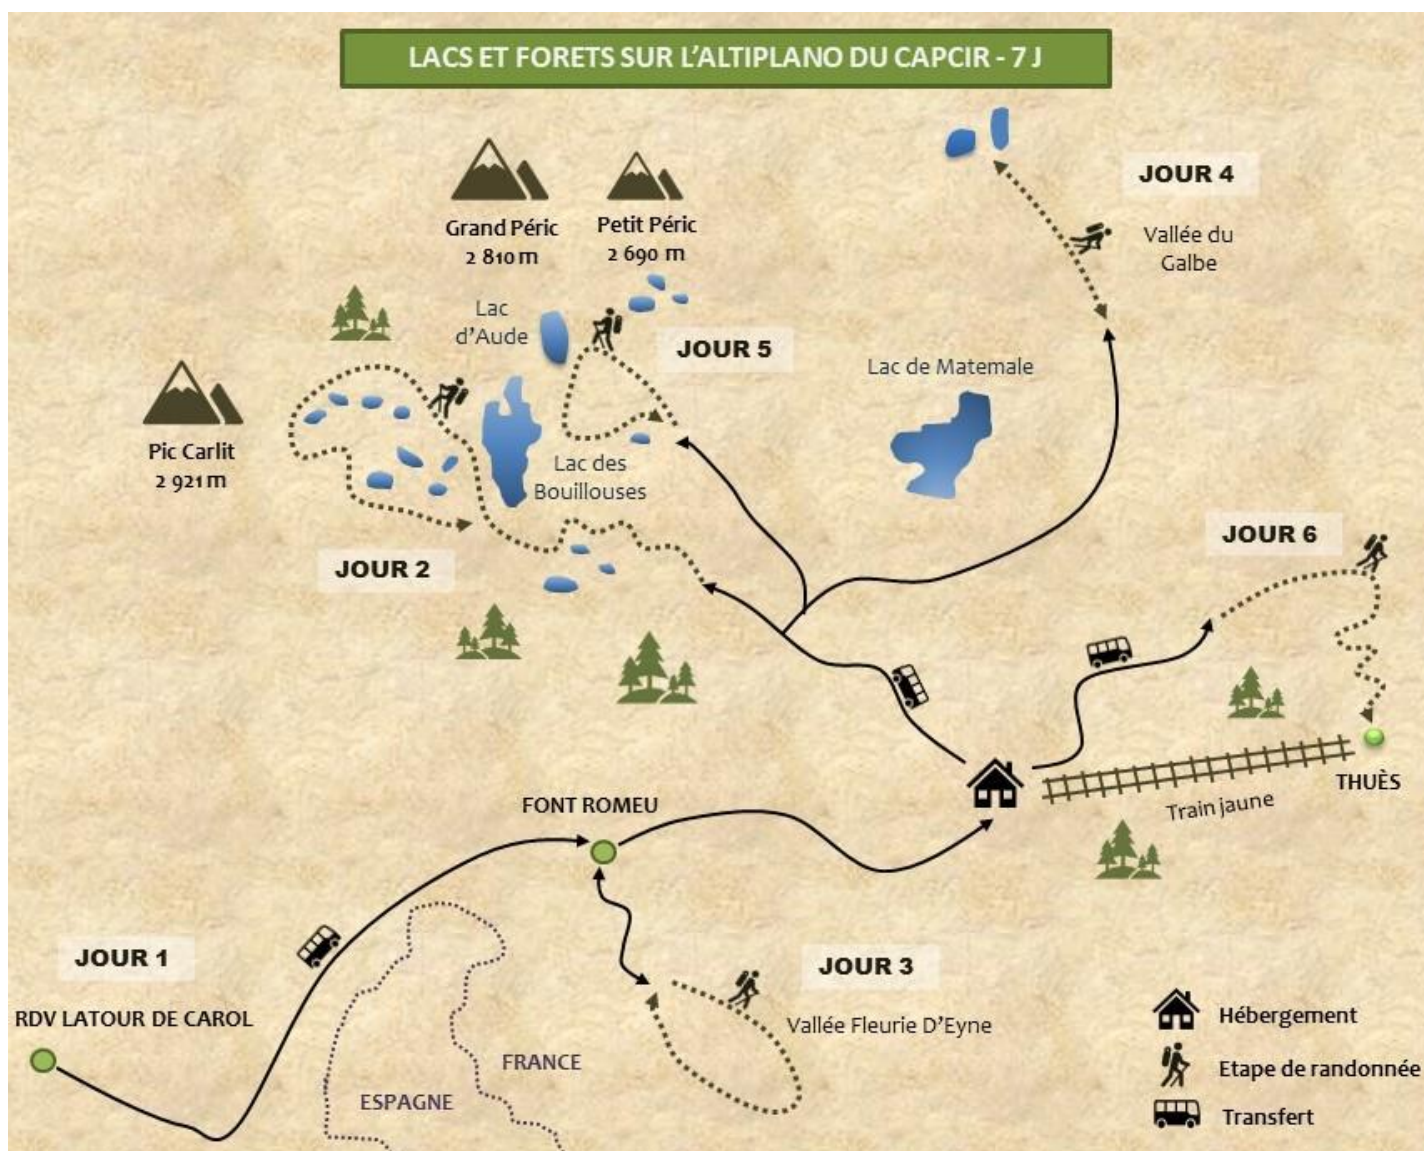 LACS ET FORETS SUR L'ALTIPLANO DU CAPCIR - 7 J
JOUR 4
Vallée du
Galbe
Grand Péric
2 810 m
Petit Péric
2 690 m
Lac
d'Aude
JOUR 5
Lac de Matemale
Pic Carlit
2 921 m
Lac des
Bouillouses
JOUR 2
JOUR 6
THUÈS
Train jaune
FONT ROMEU
JOUR 1
RDV LATOUR DE CAROL
JOUR 3
Vallée Fleurie D'Eyne
FRANCE
ESPAGNE
Hébergement
Etape de randonnée
Transfert